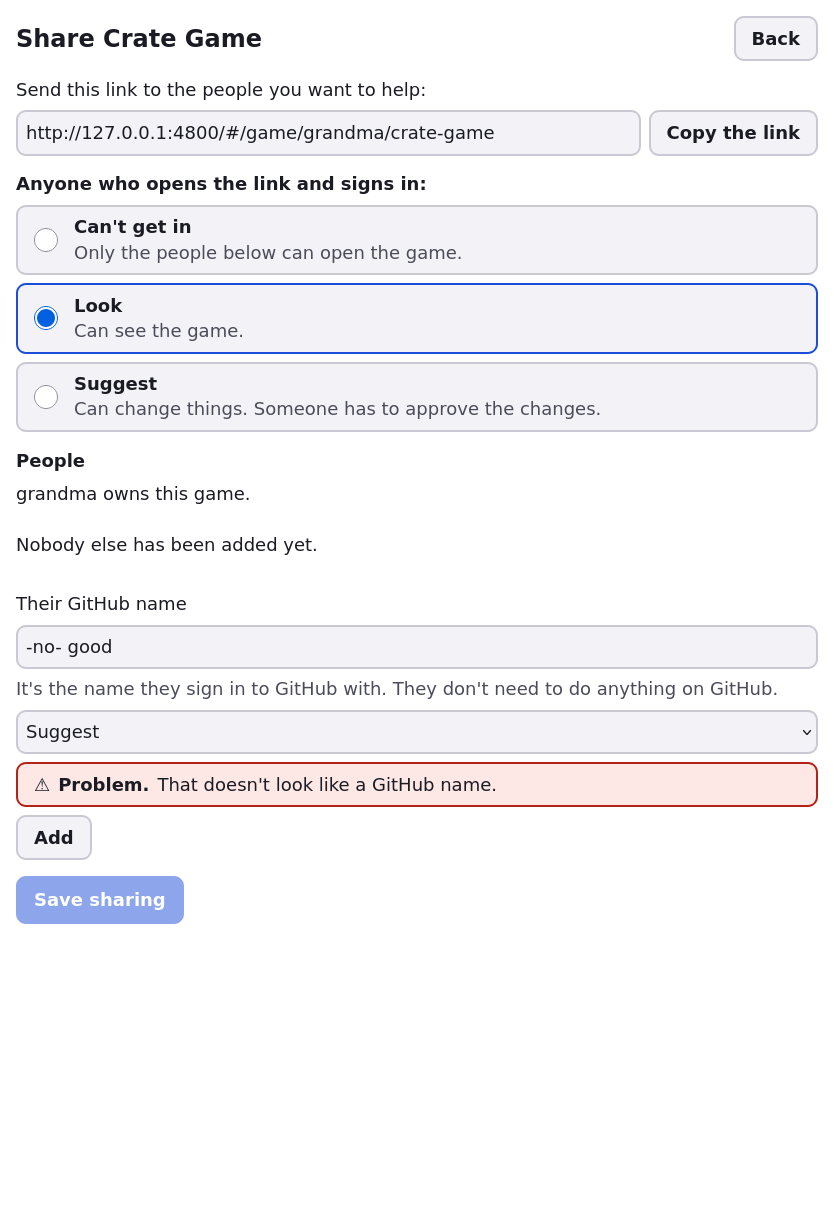 Share Crate Game
Back
Send this link to the people you want to help:
http://127.0.0.1:4800/#/game/grandma/crate-game
Copy the link
Anyone who opens the link and signs in:
Can't get in
Only the people below can open the game.
Look
Can see the game.
Suggest
Can change things. Someone has to approve the changes.
People
grandma owns this game.
Nobody else has been added yet.
Their GitHub name
-no- good
It's the name they sign in to GitHub with. They don't need to do anything on GitHub.
Suggest
⚠ Problem. That doesn't look like a GitHub name.
Add
Save sharing